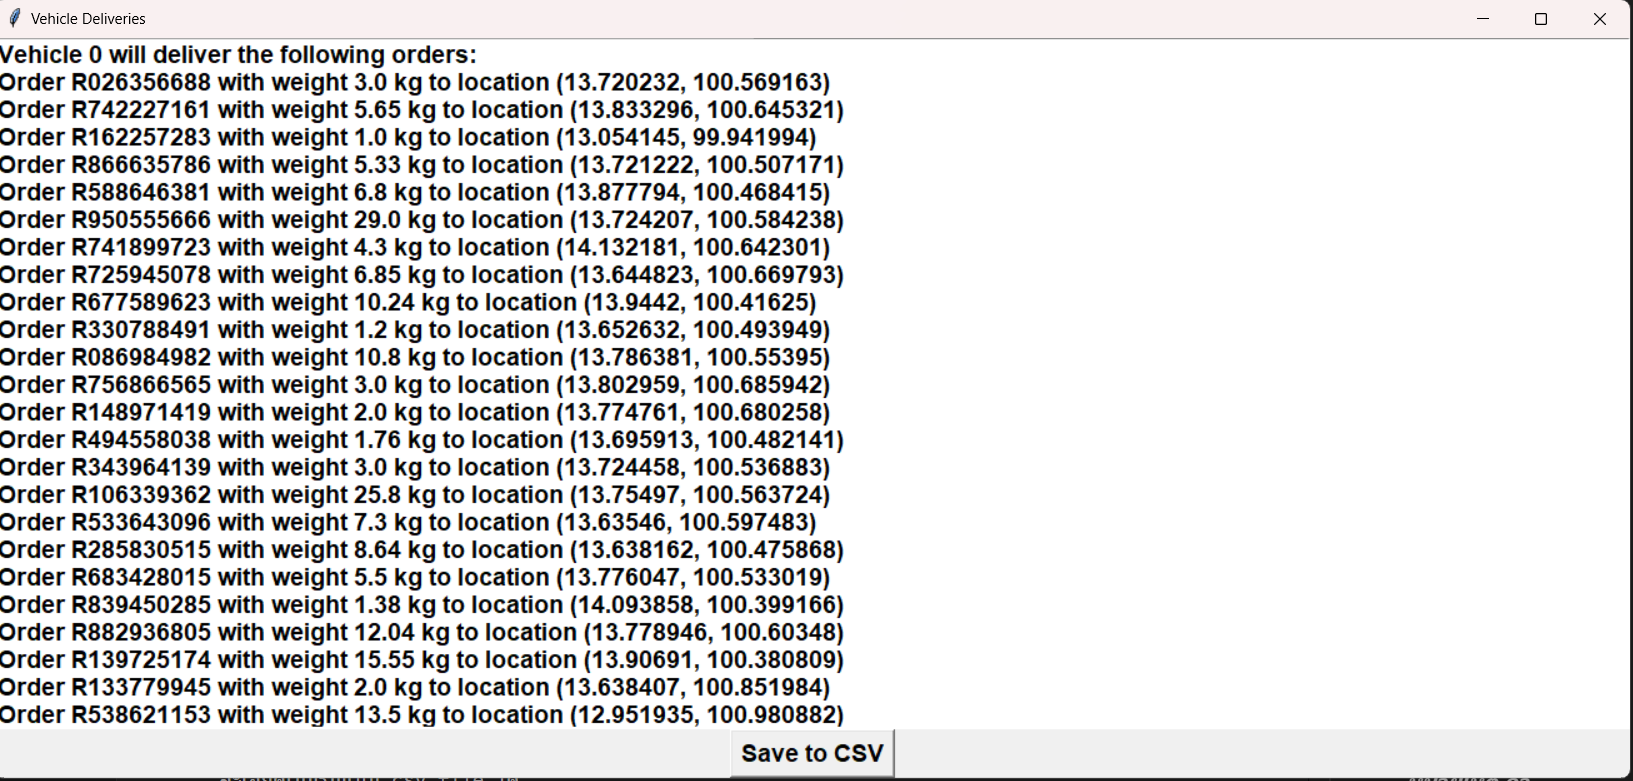 Vehicle Deliveries
Vehicle 0 will deliver the following orders:
Order R026356688 with weight 3.0 kg to location (13.720232, 100.569163)
Order R742227161 with weight 5.65 kg to location (13.833296, 100.645321)
Order R162257283 with weight 1.0 kg to location (13.054145, 99.941994)
Order R866635786 with weight 5.33 kg to location (13.721222, 100.507171)
Order R588646381 with weight 6.8 kg to location (13.877794, 100.468415)
Order R950555666 with weight 29.0 kg to location (13.724207, 100.584238)
Order R741899723 with weight 4.3 kg to location (14.132181, 100.642301)
Order R725945078 with weight 6.85 kg to location (13.644823, 100.669793)
Order R677589623 with weight 10.24 kg to location (13.9442, 100.41625)
Order R330788491 with weight 1.2 kg to location (13.652632, 100.493949)
Order R086984982 with weight 10.8 kg to location (13.786381, 100.55395)
Order R756866565 with weight 3.0 kg to location (13.802959, 100.685942)
Order R148971419 with weight 2.0 kg to location (13.774761, 100.680258)
Order R494558038 with weight 1.76 kg to location (13.695913, 100.482141)
Order R343964139 with weight 3.0 kg to location (13.724458, 100.536883)
Order R106339362 with weight 25.8 kg to location (13.75497, 100.563724)
Order R533643096 with weight 7.3 kg to location (13.63546, 100.597483)
Order R285830515 with weight 8.64 kg to location (13.638162, 100.475868)
Order R683428015 with weight 5.5 kg to location (13.776047, 100.533019)
Order R839450285 with weight 1.38 kg to location (14.093858, 100.399166)
Order R882936805 with weight 12.04 kg to location (13.778946, 100.60348)
Order R139725174 with weight 15.55 kg to location (13.90691, 100.380809)
Order R133779945 with weight 2.0 kg to location (13.638407, 100.851984)
Order R538621153 with weight 13.5 kg to location (12.951935, 100.980882)
Save to CSV